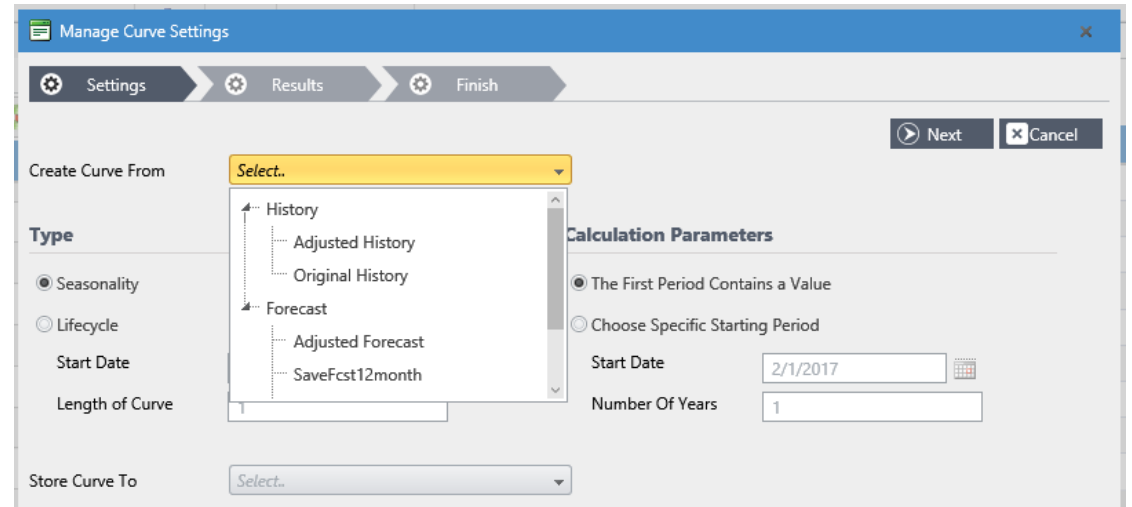 Manage Curve Settings
Settings Results Finish
Next Cancel
Create Curve From Select..
History
Adjusted History
Original History
Forecast
Adjusted Forecast
SaveFcst12month
Type
Seasonality
Lifecycle
Start Date
Length of Curve 1
Calculation Parameters
The First Period Contains a Value
Choose Specific Starting Period
Start Date 2/1/2017
Number Of Years 1
Store Curve To Select..